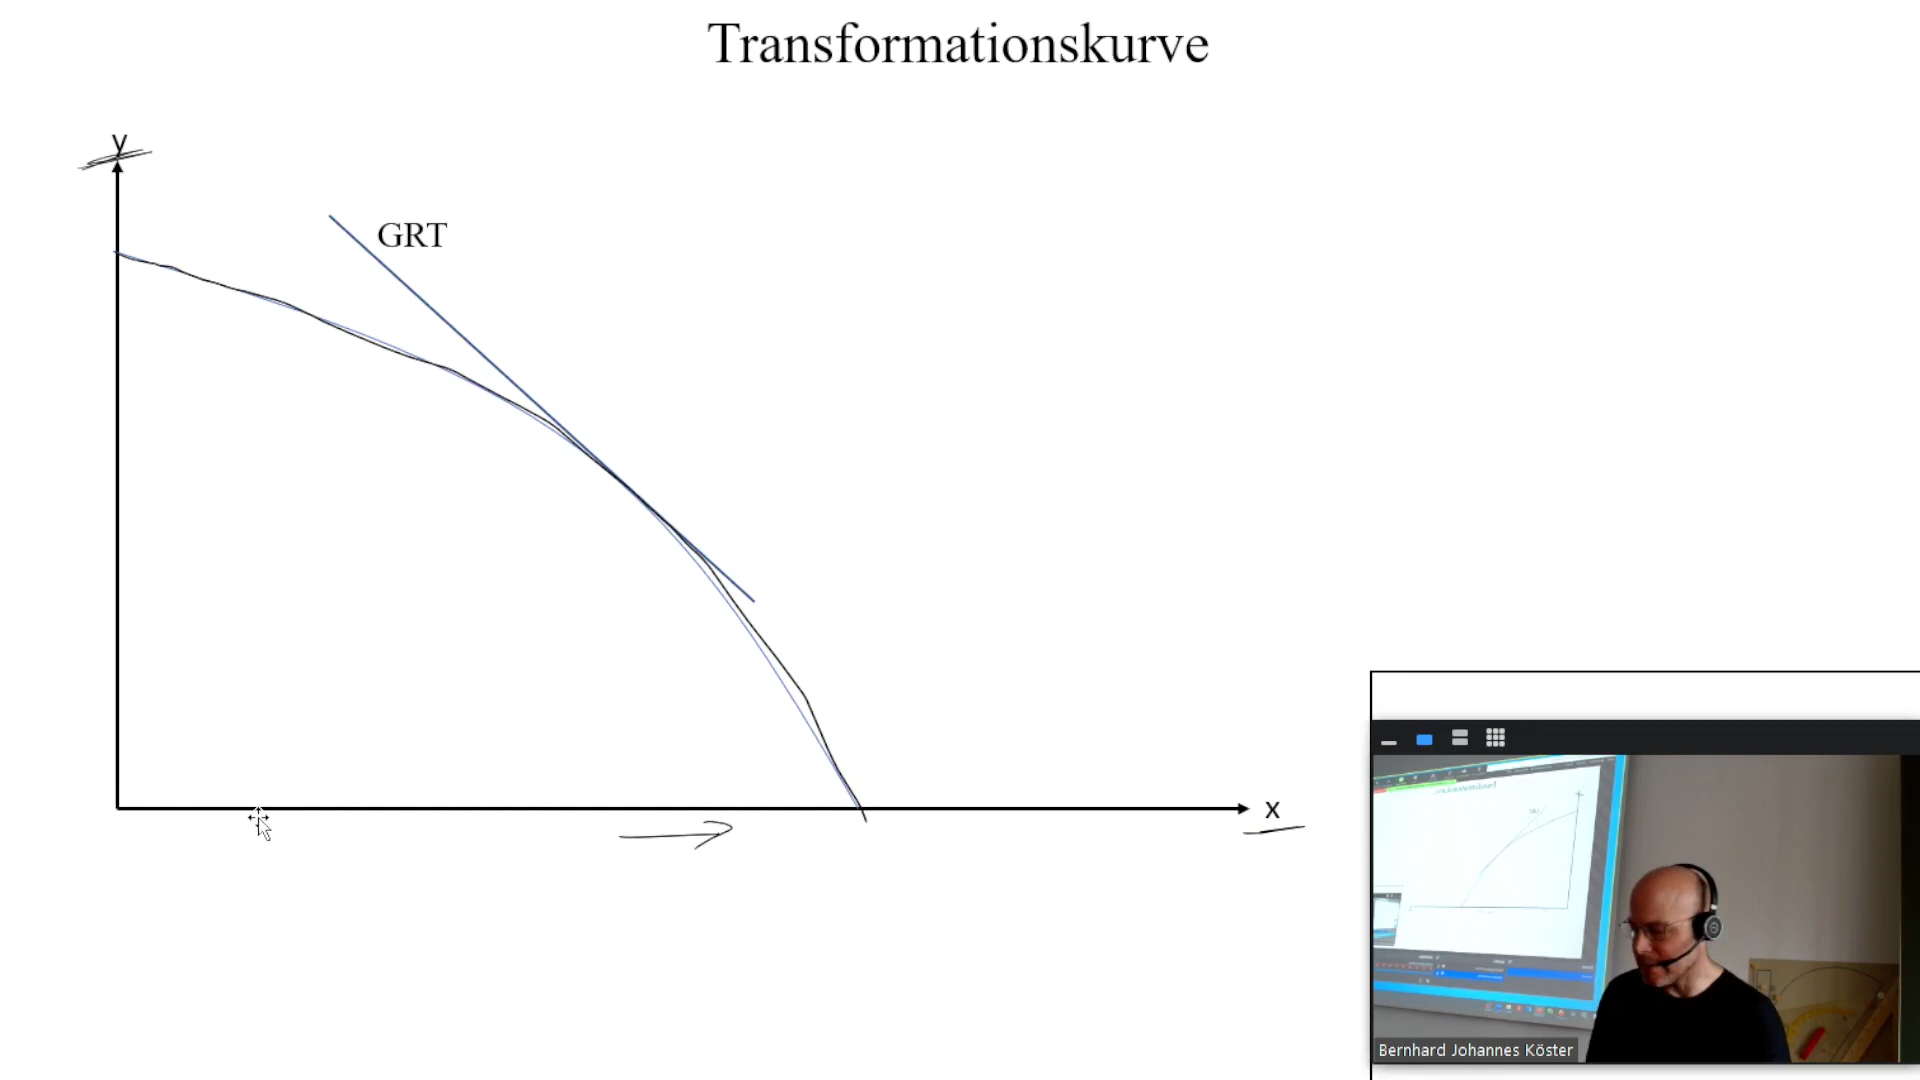 Transformationskurve
y
GRT
x
Bernhard Johannes Köster